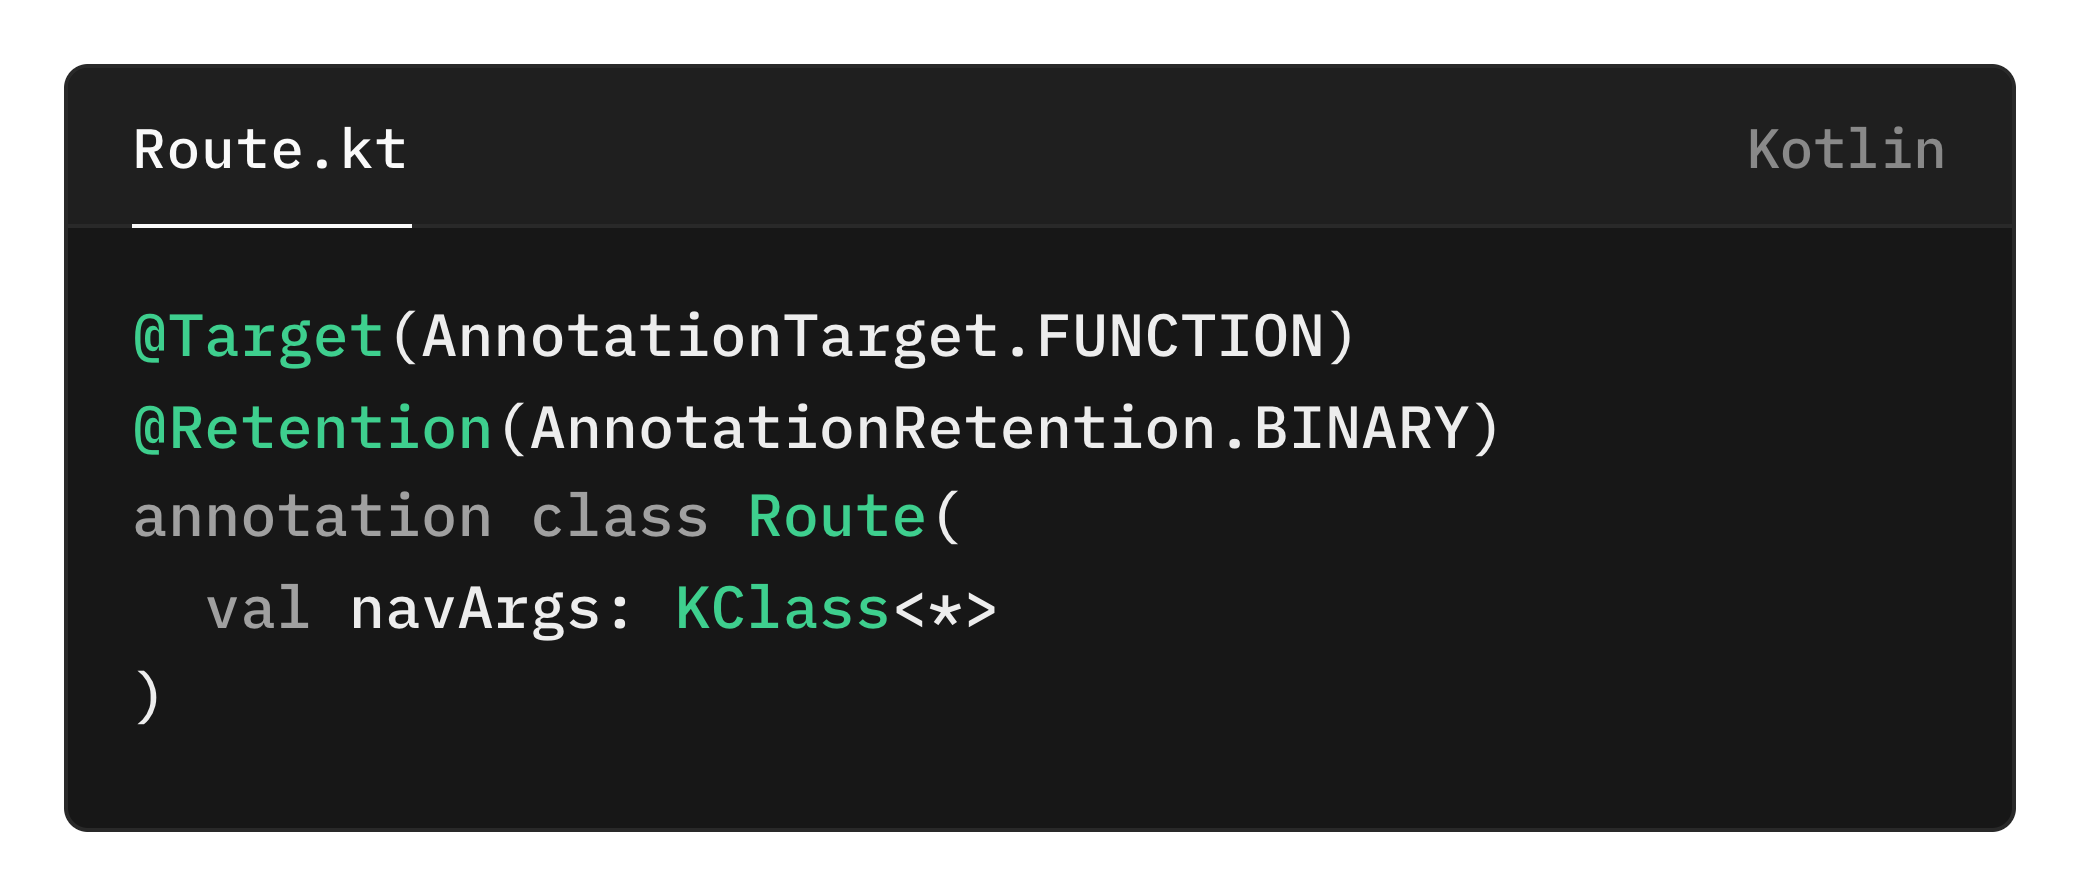 Route.kt
Kotlin
@Target(AnnotationTarget.FUNCTION)
@Retention(AnnotationRetention.BINARY)
annotation class Route(
  val navArgs: KClass<*>
)